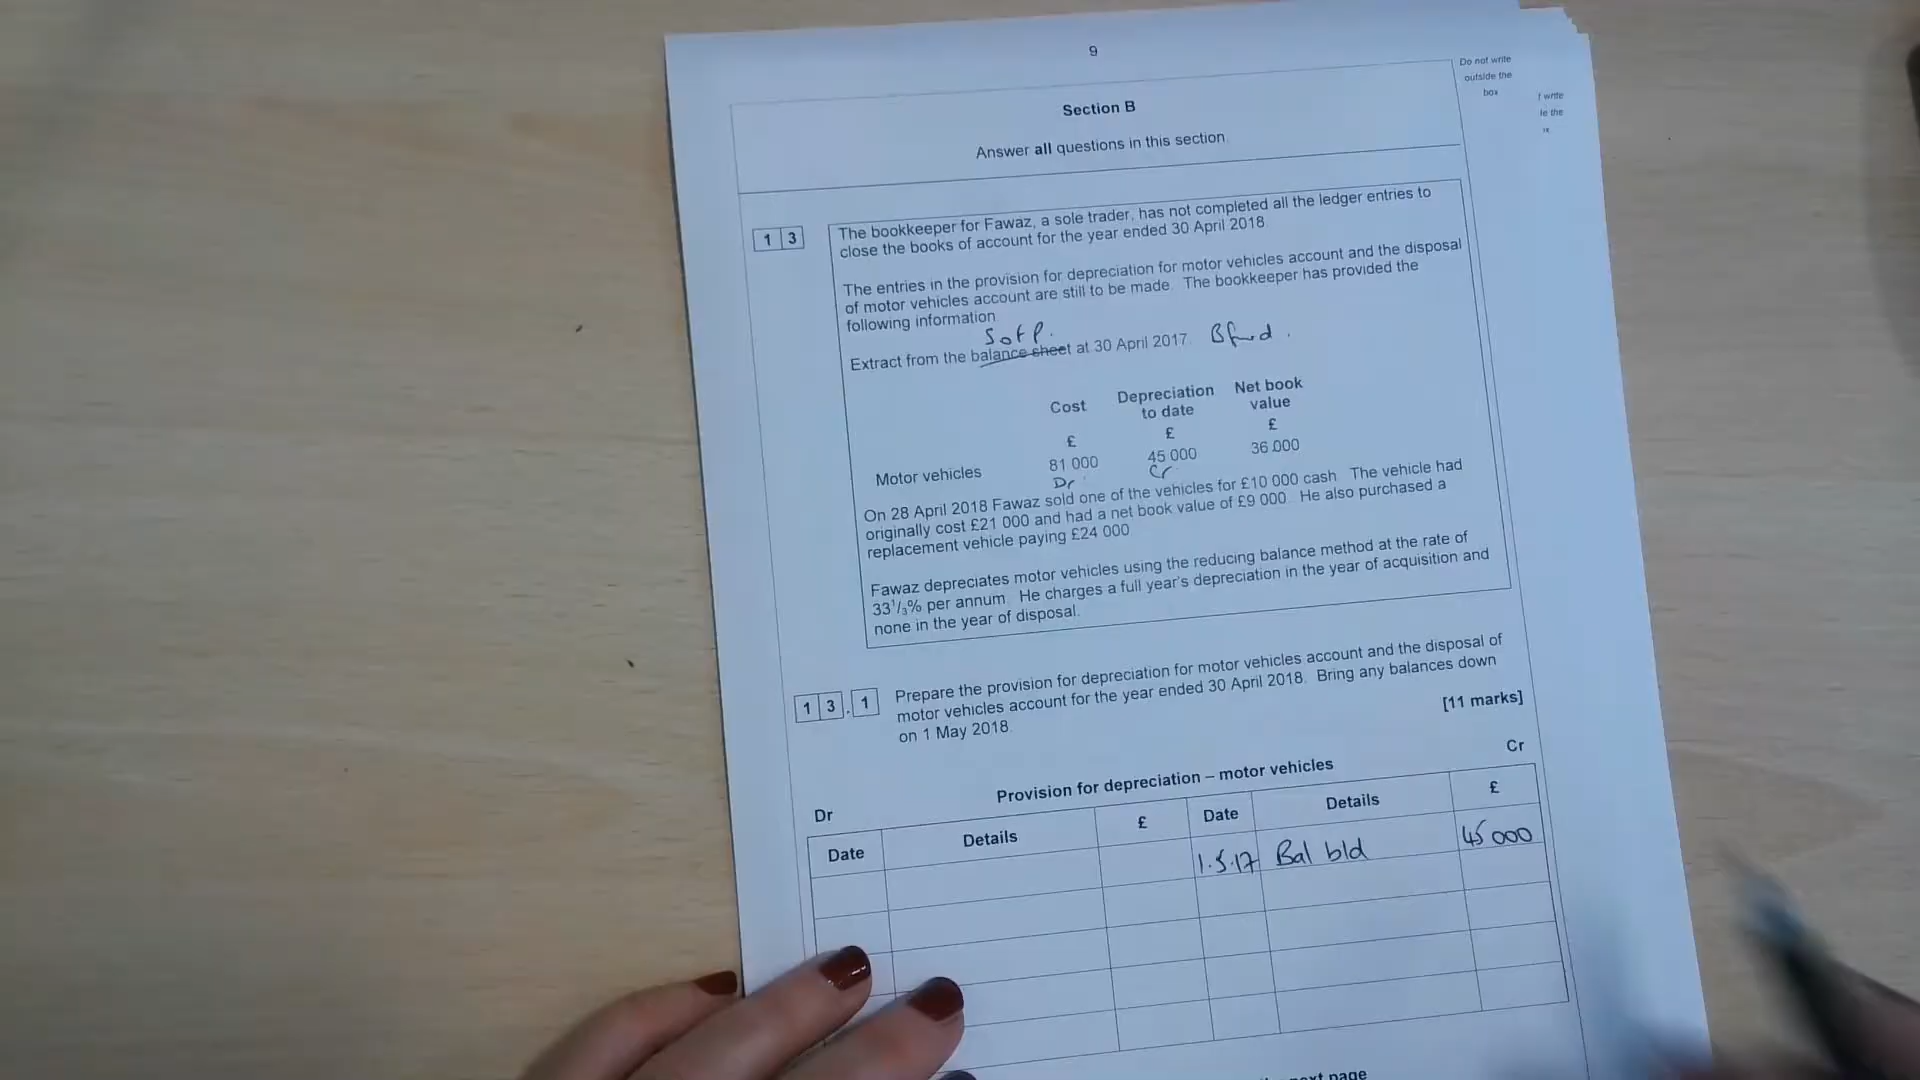 9
Do not write
outside the
box
t write
le the
Section B
Answer all questions in this section
1 3
The bookkeeper for Fawaz, a sole trader, has not completed all the ledger entries to
close the books of account for the year ended 30 April 2018
The entries in the provision for depreciation for motor vehicles account and the disposal
of motor vehicles account are still to be made. The bookkeeper has provided the
following information
SofP.
Extract from the balance sheet at 30 April 2017. Bfwd.
Cost Depreciation to date Net book value
£ £ £
Motor vehicles 81 000 45 000 36 000
Dr Cr
On 28 April 2018 Fawaz sold one of the vehicles for £10 000 cash The vehicle had
originally cost £21 000 and had a net book value of £9 000 He also purchased a
replacement vehicle paying £24 000
Fawaz depreciates motor vehicles using the reducing balance method at the rate of
33¹/₃% per annum He charges a full year's depreciation in the year of acquisition and
none in the year of disposal.
1 3 . 1
Prepare the provision for depreciation for motor vehicles account and the disposal of
motor vehicles account for the year ended 30 April 2018. Bring any balances down
on 1 May 2018.
[11 marks]
Provision for depreciation – motor vehicles
Dr Cr
Date Details £ Date Details £
1.5.17 Bal b/d 45 000
next page